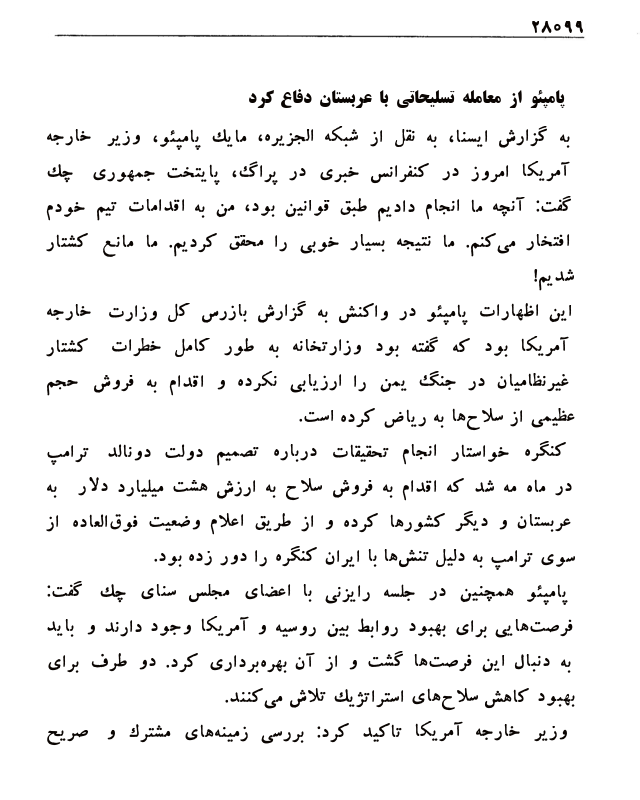 ۲۸۰۹۹
پامپئو از معامله تسلیحاتی با عربستان دفاع کرد
به گزارش ایسنا، به نقل از شبکه الجزیره، مایك پامپئو، وزیر خارجه
آمریکا امروز در کنفرانس خبری در پراگ، پایتخت جمهوری چك
گفت: آنچه ما انجام دادیم طبق قوانین بود، من به اقدامات تیم خودم
افتخار می‌کنم. ما نتیجه بسیار خوبی را محقق کردیم. ما مانع کشتار
شدیم!
این اظهارات پامپئو در واکنش به گزارش بازرس کل وزارت خارجه
آمریکا بود که گفته بود وزارتخانه به طور کامل خطرات کشتار
غیرنظامیان در جنگ یمن را ارزیابی نکرده و اقدام به فروش حجم
عظیمی از سلاح‌ها به ریاض کرده است.
کنگره خواستار انجام تحقیقات درباره تصمیم دولت دونالد ترامپ
در ماه مه شد که اقدام به فروش سلاح به ارزش هشت میلیارد دلار به
عربستان و دیگر کشورها کرده و از طریق اعلام وضعیت فوق‌العاده از
سوی ترامپ به دلیل تنش‌ها با ایران کنگره را دور زده بود.
پامپئو همچنین در جلسه رایزنی با اعضای مجلس سنای چك گفت:
فرصت‌هایی برای بهبود روابط بین روسیه و آمریکا وجود دارند و باید
به دنبال این فرصت‌ها گشت و از آن بهره‌برداری کرد. دو طرف برای
بهبود کاهش سلاح‌های استراتژیك تلاش می‌کنند.
وزیر خارجه آمریکا تاکید کرد: بررسی زمینه‌های مشترك و صریح